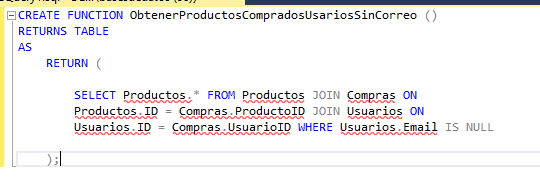 CREATE FUNCTION ObtenerProductosCompradosUsariosSinCorreo ()
RETURNS TABLE
AS
RETURN (
SELECT Productos.* FROM Productos JOIN Compras ON
Productos.ID = Compras.ProductoID JOIN Usuarios ON
Usuarios.ID = Compras.UsuarioID WHERE Usuarios.Email IS NULL
);